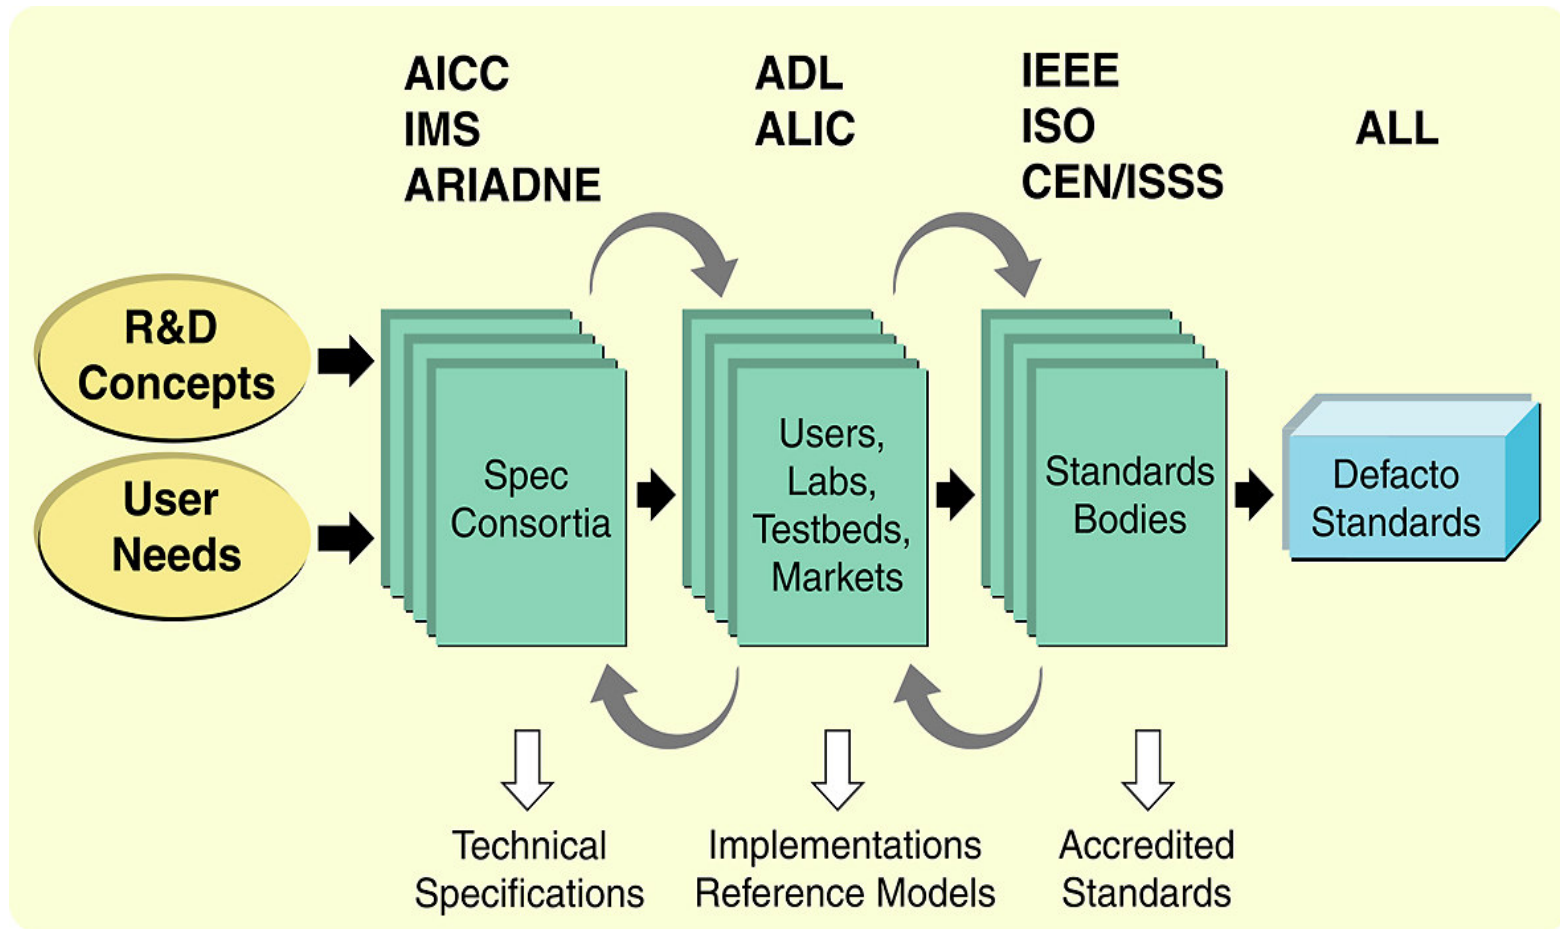 AICC
IMS
ARIADNE
ADL
ALIC
IEEE
ISO
CEN/ISSS
ALL
R&D
Concepts
User
Needs
Spec
Consortia
Users,
Labs,
Testbeds,
Markets
Standards
Bodies
Defacto
Standards
Technical
Specifications
Implementations
Reference Models
Accredited
Standards